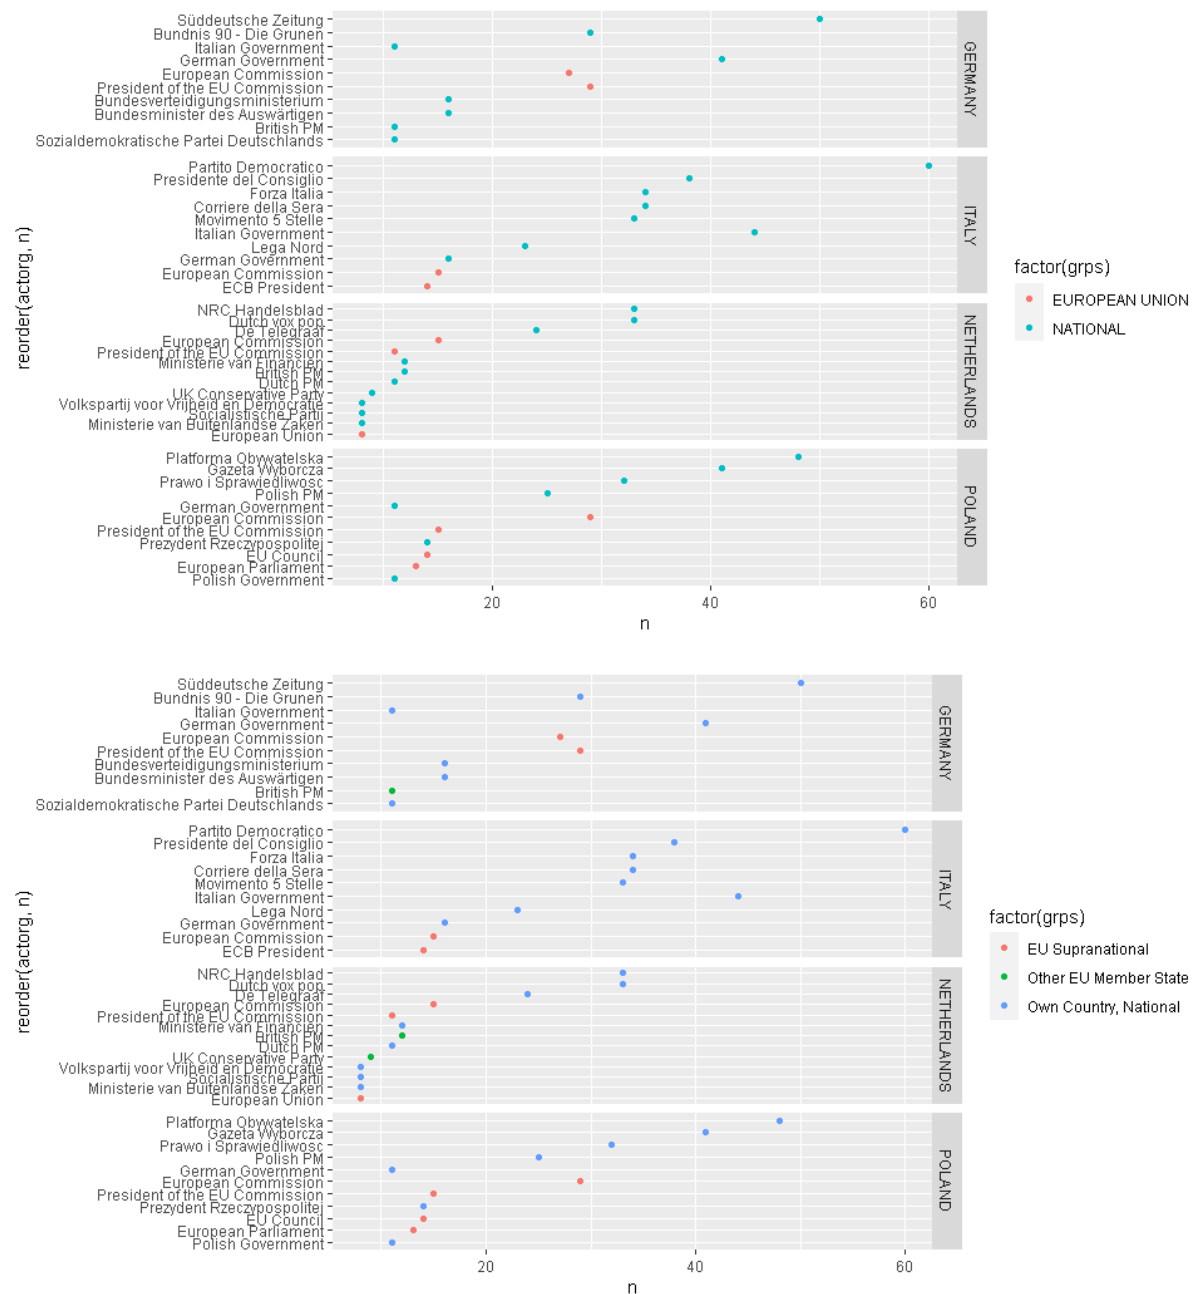 Süddeutsche Zeitung
Bundnis 90 - Die Grunen
Italian Government
German Government
European Commission
President of the EU Commission
Bundesverteidigungsministerium
Bundesminister des Auswärtigen
British PM
Sozialdemokratische Partei Deutschlands
GERMANY
Partito Democratico
Presidente del Consiglio
Forza Italia
Corriere della Sera
Movimento 5 Stelle
Italian Government
Lega Nord
German Government
European Commission
ECB President
ITALY
NRC Handelsblad
Dutch vox pop
De Telegraaf
European Commission
President of the EU Commission
Ministerie van Financien
British PM
Dutch PM
UK Conservative Party
Volkspartij voor Vrijheid en Democratie
Socialistische Partij
Ministerie van Buitenlandse Zaken
European Union
NETHERLANDS
Platforma Obywatelska
Gazeta Wyborcza
Prawo i Sprawiedliwosc
Polish PM
German Government
European Commission
President of the EU Commission
Prezydent Rzeczypospolitej
EU Council
European Parliament
Polish Government
POLAND
20 40 60
n
reorder(actorg, n)
factor(grps)
EUROPEAN UNION
NATIONAL
Süddeutsche Zeitung
Bundnis 90 - Die Grunen
Italian Government
German Government
European Commission
President of the EU Commission
Bundesverteidigungsministerium
Bundesminister des Auswärtigen
British PM
Sozialdemokratische Partei Deutschlands
GERMANY
Partito Democratico
Presidente del Consiglio
Forza Italia
Corriere della Sera
Movimento 5 Stelle
Italian Government
Lega Nord
German Government
European Commission
ECB President
ITALY
NRC Handelsblad
Dutch vox pop
De Telegraaf
European Commission
President of the EU Commission
Ministerie van Financien
British PM
Dutch PM
UK Conservative Party
Volkspartij voor Vrijheid en Democratie
Socialistische Partij
Ministerie van Buitenlandse Zaken
European Union
NETHERLANDS
Platforma Obywatelska
Gazeta Wyborcza
Prawo i Sprawiedliwosc
Polish PM
German Government
European Commission
President of the EU Commission
Prezydent Rzeczypospolitej
EU Council
European Parliament
Polish Government
POLAND
20 40 60
n
reorder(actorg, n)
factor(grps)
EU Supranational
Other EU Member State
Own Country, National